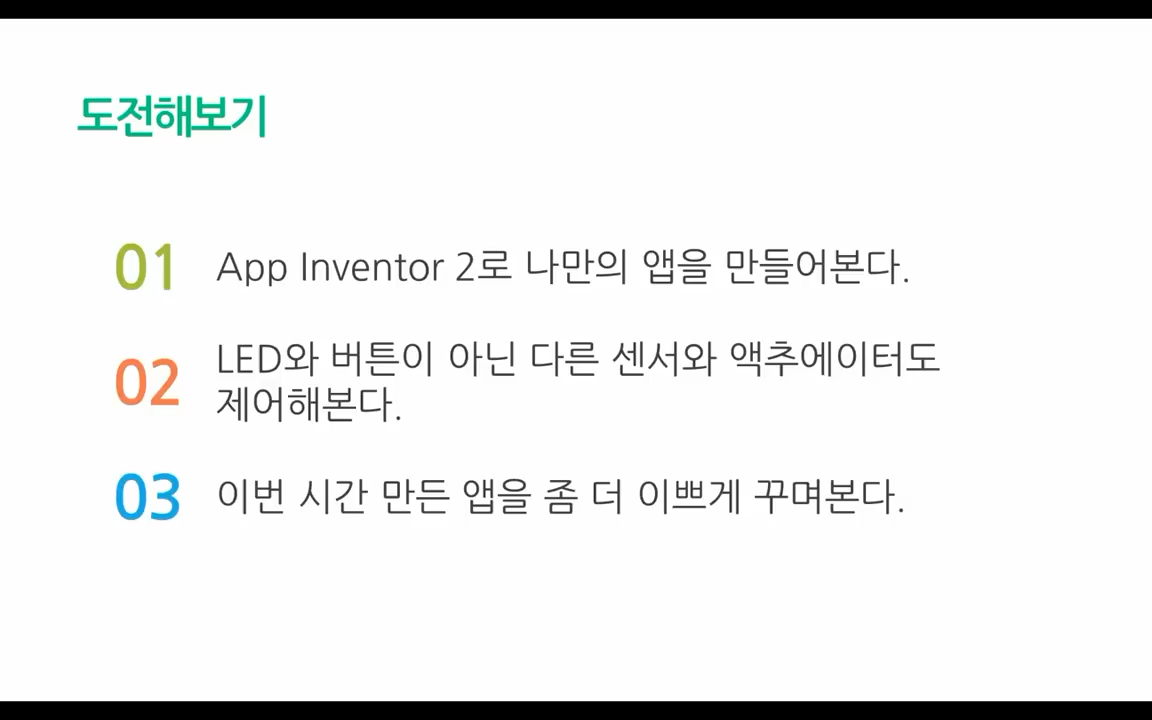 도전해보기
01 App Inventor 2로 나만의 앱을 만들어본다.
02 LED와 버튼이 아닌 다른 센서와 액추에이터도
제어해본다.
03 이번 시간 만든 앱을 좀 더 이쁘게 꾸며본다.